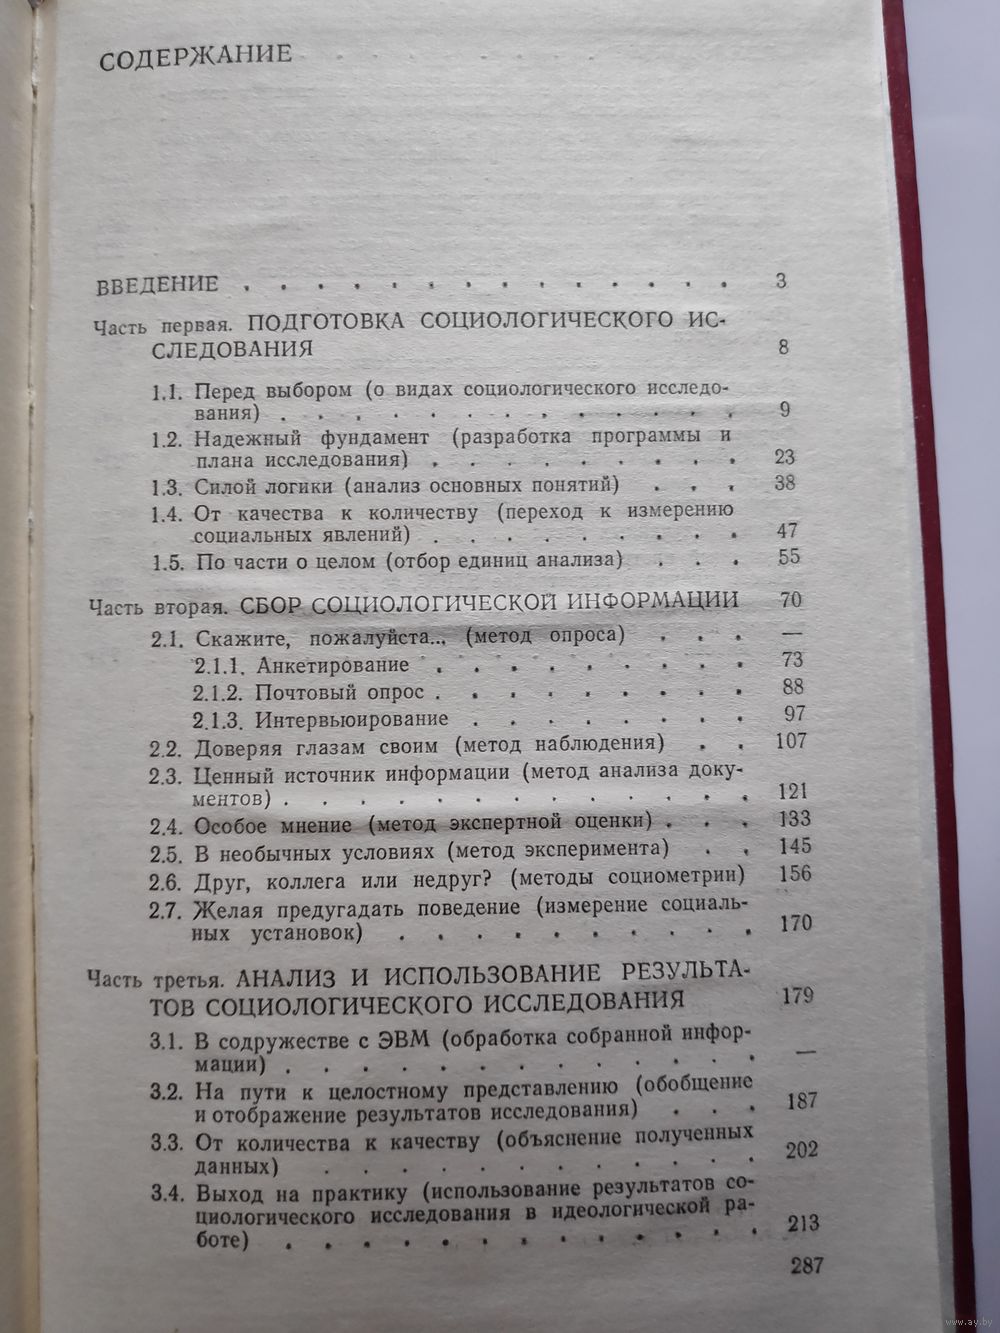 СОДЕРЖАНИЕ
ВВЕДЕНИЕ . . . . . . . . . . . . . . 3
Часть первая. ПОДГОТОВКА СОЦИОЛОГИЧЕСКОГО ИС-
СЛЕДОВАНИЯ 8
1.1. Перед выбором (о видах социологического исследо-
вания) . . . . . . . . . . . . . 9
1.2. Надежный фундамент (разработка программы и
плана исследования) . . . . . . . . . 23
1.3. Силой логики (анализ основных понятий) . . . 38
1.4. От качества к количеству (переход к измерению
социальных явлений) . . . . . . . . . 47
1.5. По части о целом (отбор единиц анализа) . . . 55
Часть вторая. СБОР СОЦИОЛОГИЧЕСКОЙ ИНФОРМАЦИИ 70
2.1. Скажите, пожалуйста... (метод опроса) . . . —
2.1.1. Анкетирование . . . . . . . . . 73
2.1.2. Почтовый опрос . . . . . . . . . 88
2.1.3. Интервьюирование . . . . . . . . 97
2.2. Доверяя глазам своим (метод наблюдения) . . 107
2.3. Ценный источник информации (метод анализа доку-
ментов) . . . . . . . . . . . . . 121
2.4. Особое мнение (метод экспертной оценки) . . . 133
2.5. В необычных условиях (метод эксперимента) . . 145
2.6. Друг, коллега или недруг? (методы социометрии) 156
2.7. Желая предугадать поведение (измерение социаль-
ных установок) . . . . . . . . . . 170
Часть третья. АНАЛИЗ И ИСПОЛЬЗОВАНИЕ РЕЗУЛЬТА-
ТОВ СОЦИОЛОГИЧЕСКОГО ИССЛЕДОВАНИЯ 179
3.1. В содружестве с ЭВМ (обработка собранной инфор-
мации) . . . . . . . . . . . . . —
3.2. На пути к целостному представлению (обобщение
и отображение результатов исследования) . . . 187
3.3. От количества к качеству (объяснение полученных
данных) . . . . . . . . . . . . 202
3.4. Выход на практику (использование результатов со-
циологического исследования в идеологической ра-
боте) . . . . . . . . . . . . . 213
287
www.ay.by